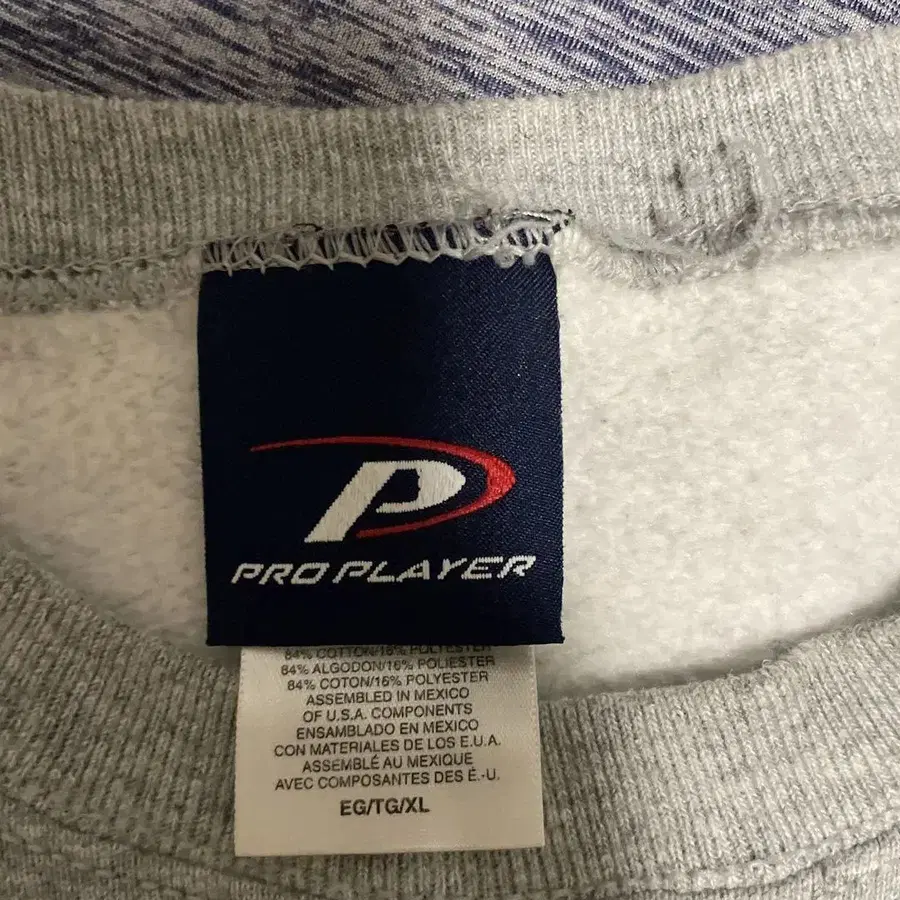 P
PRO PLAYER
84% COTTON/16% POLYESTER
84% ALGODON/16% POLIESTER
84% COTON/16% POLYESTER
ASSEMBLED IN MEXICO
OF U.S.A. COMPONENTS
ENSAMBLADO EN MEXICO
CON MATERIALES DE LOS E.U.A.
ASSEMBLÉ AU MEXIQUE
AVEC COMPOSANTES DES É.-U.
EG/TG/XL